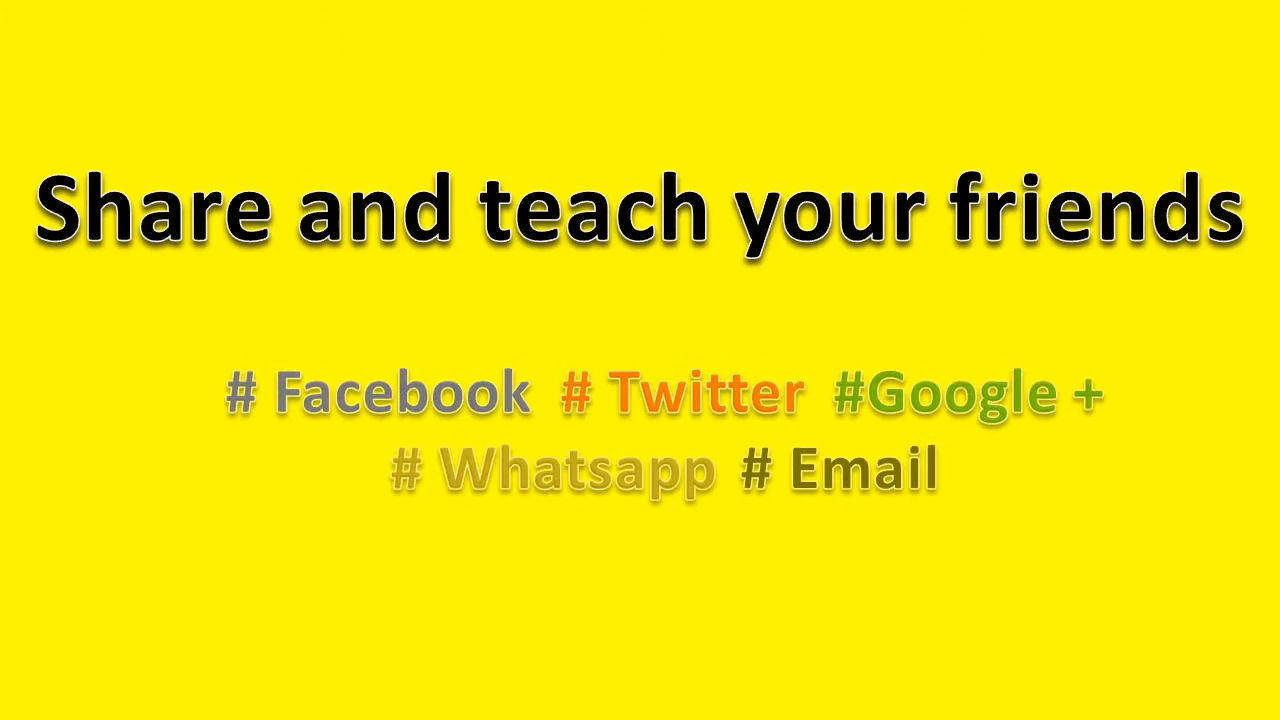 Share and teach your friends
# Facebook # Twitter #Google +
# Whatsapp # Email